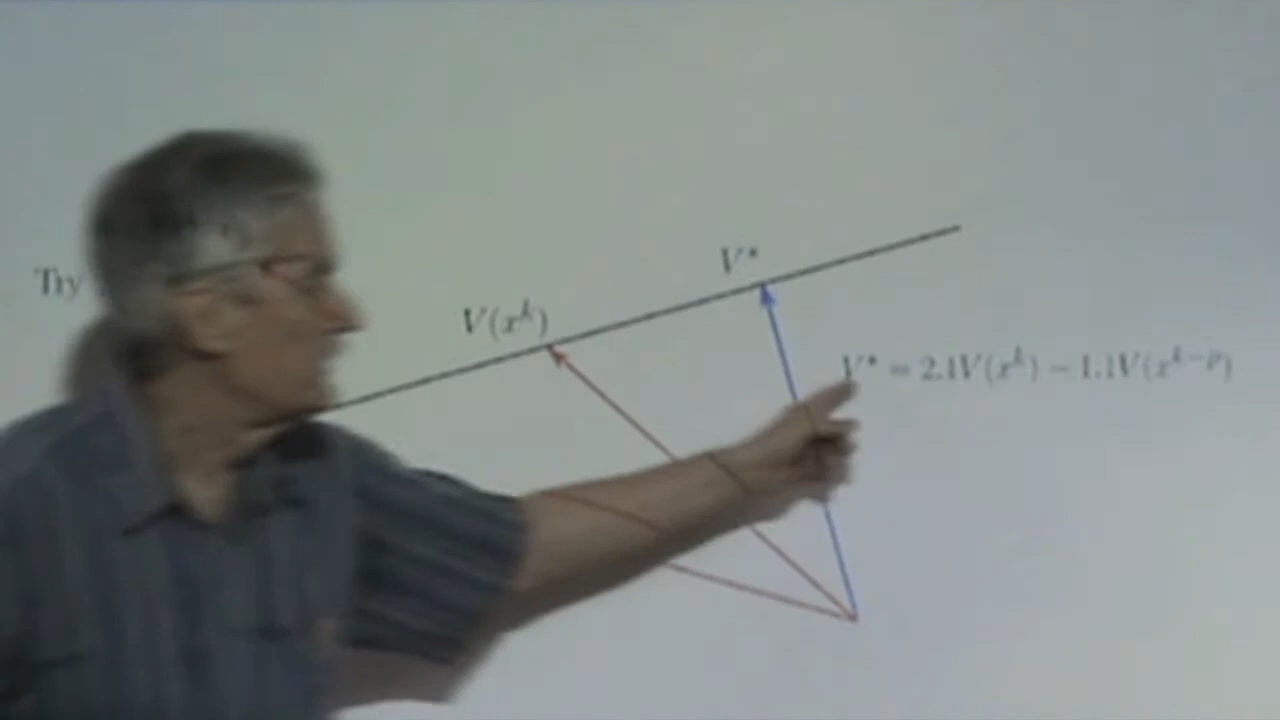 Try
V*
V(x^k)
V* = 2.1V(x^k) − 1.1V(x^{k−p})